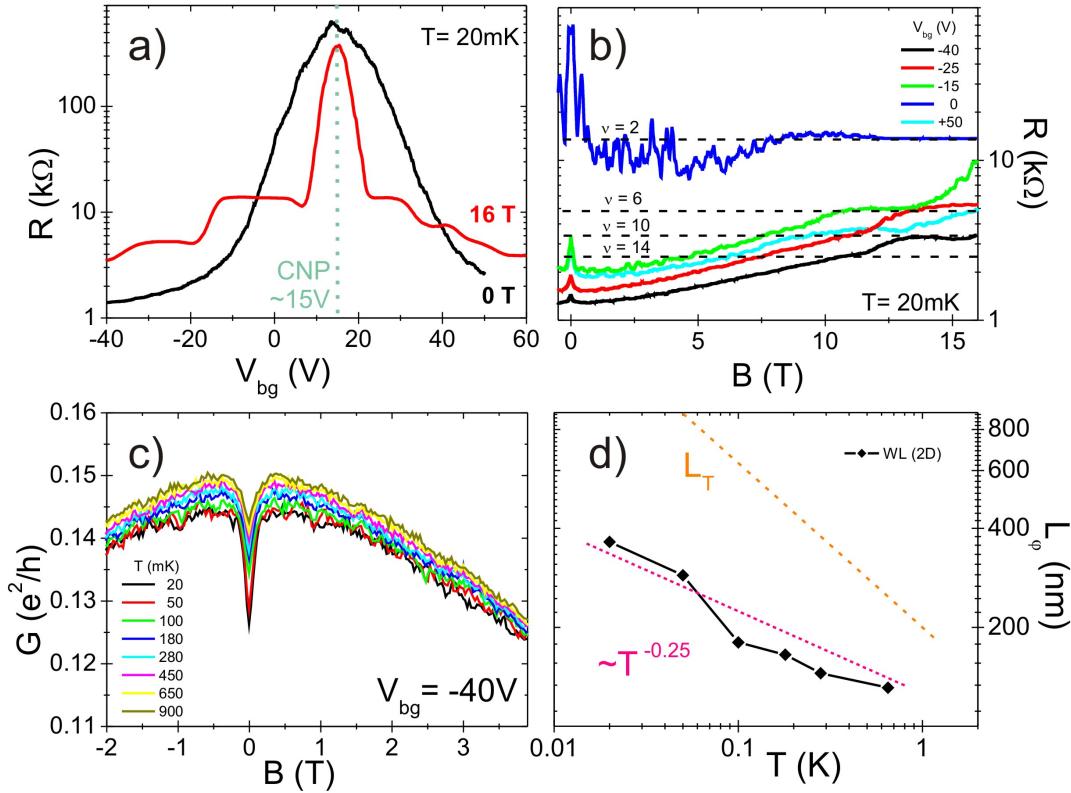 a)
T= 20mK
100
10
1
R (kΩ)
16 T
0 T
CNP
~15V
-40 -20 0 20 40 60
V_bg (V)
b)
V_bg (V)
-40
-25
-15
0
+50
ν = 2
ν = 6
ν = 10
ν = 14
T= 20mK
10
1
R (kΩ)
0 5 10 15
B (T)
c)
0.16
0.15
0.14
0.13
0.12
0.11
G (e²/h)
T (mK)
20
50
100
180
280
450
650
900
V_bg = -40V
-2 -1 0 1 2 3
B (T)
d)
WL (2D)
L_T
~T^-0.25
800
600
400
200
L_φ (nm)
0.01 0.1 1
T (K)